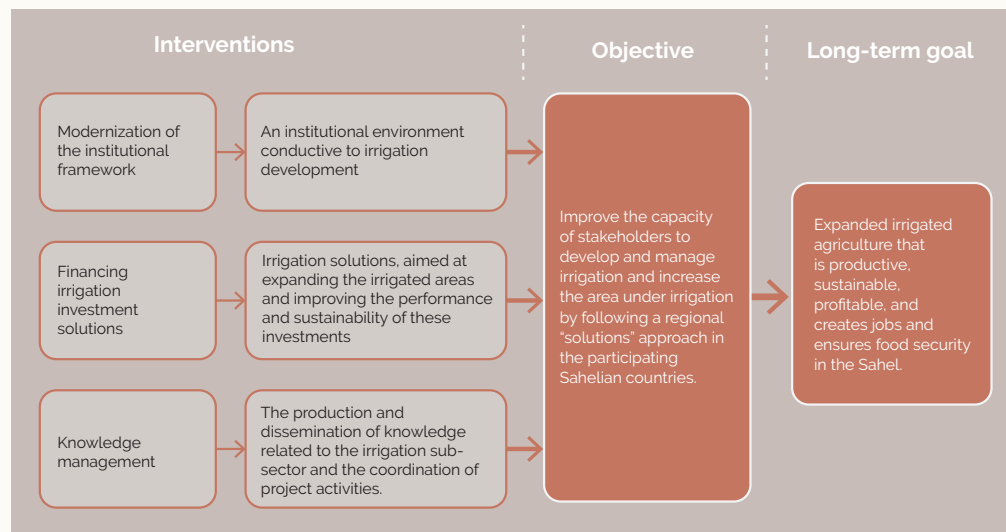 Interventions
Objective
Long-term goal
Modernization of
the institutional
framework
An institutional environment
conductive to irrigation
development
Financing
irrigation
investment
solutions
Irrigation solutions, aimed at
expanding the irrigated areas
and improving the performance
and sustainability of these
investments
Knowledge
management
The production and
dissemination of knowledge
related to the irrigation sub-
sector and the coordination of
project activities.
Improve the capacity
of stakeholders to
develop and manage
irrigation and increase
the area under irrigation
by following a regional
“solutions” approach in
the participating
Sahelian countries.
Expanded irrigated
agriculture that
is productive,
sustainable,
profitable, and
creates jobs and
ensures food security
in the Sahel.